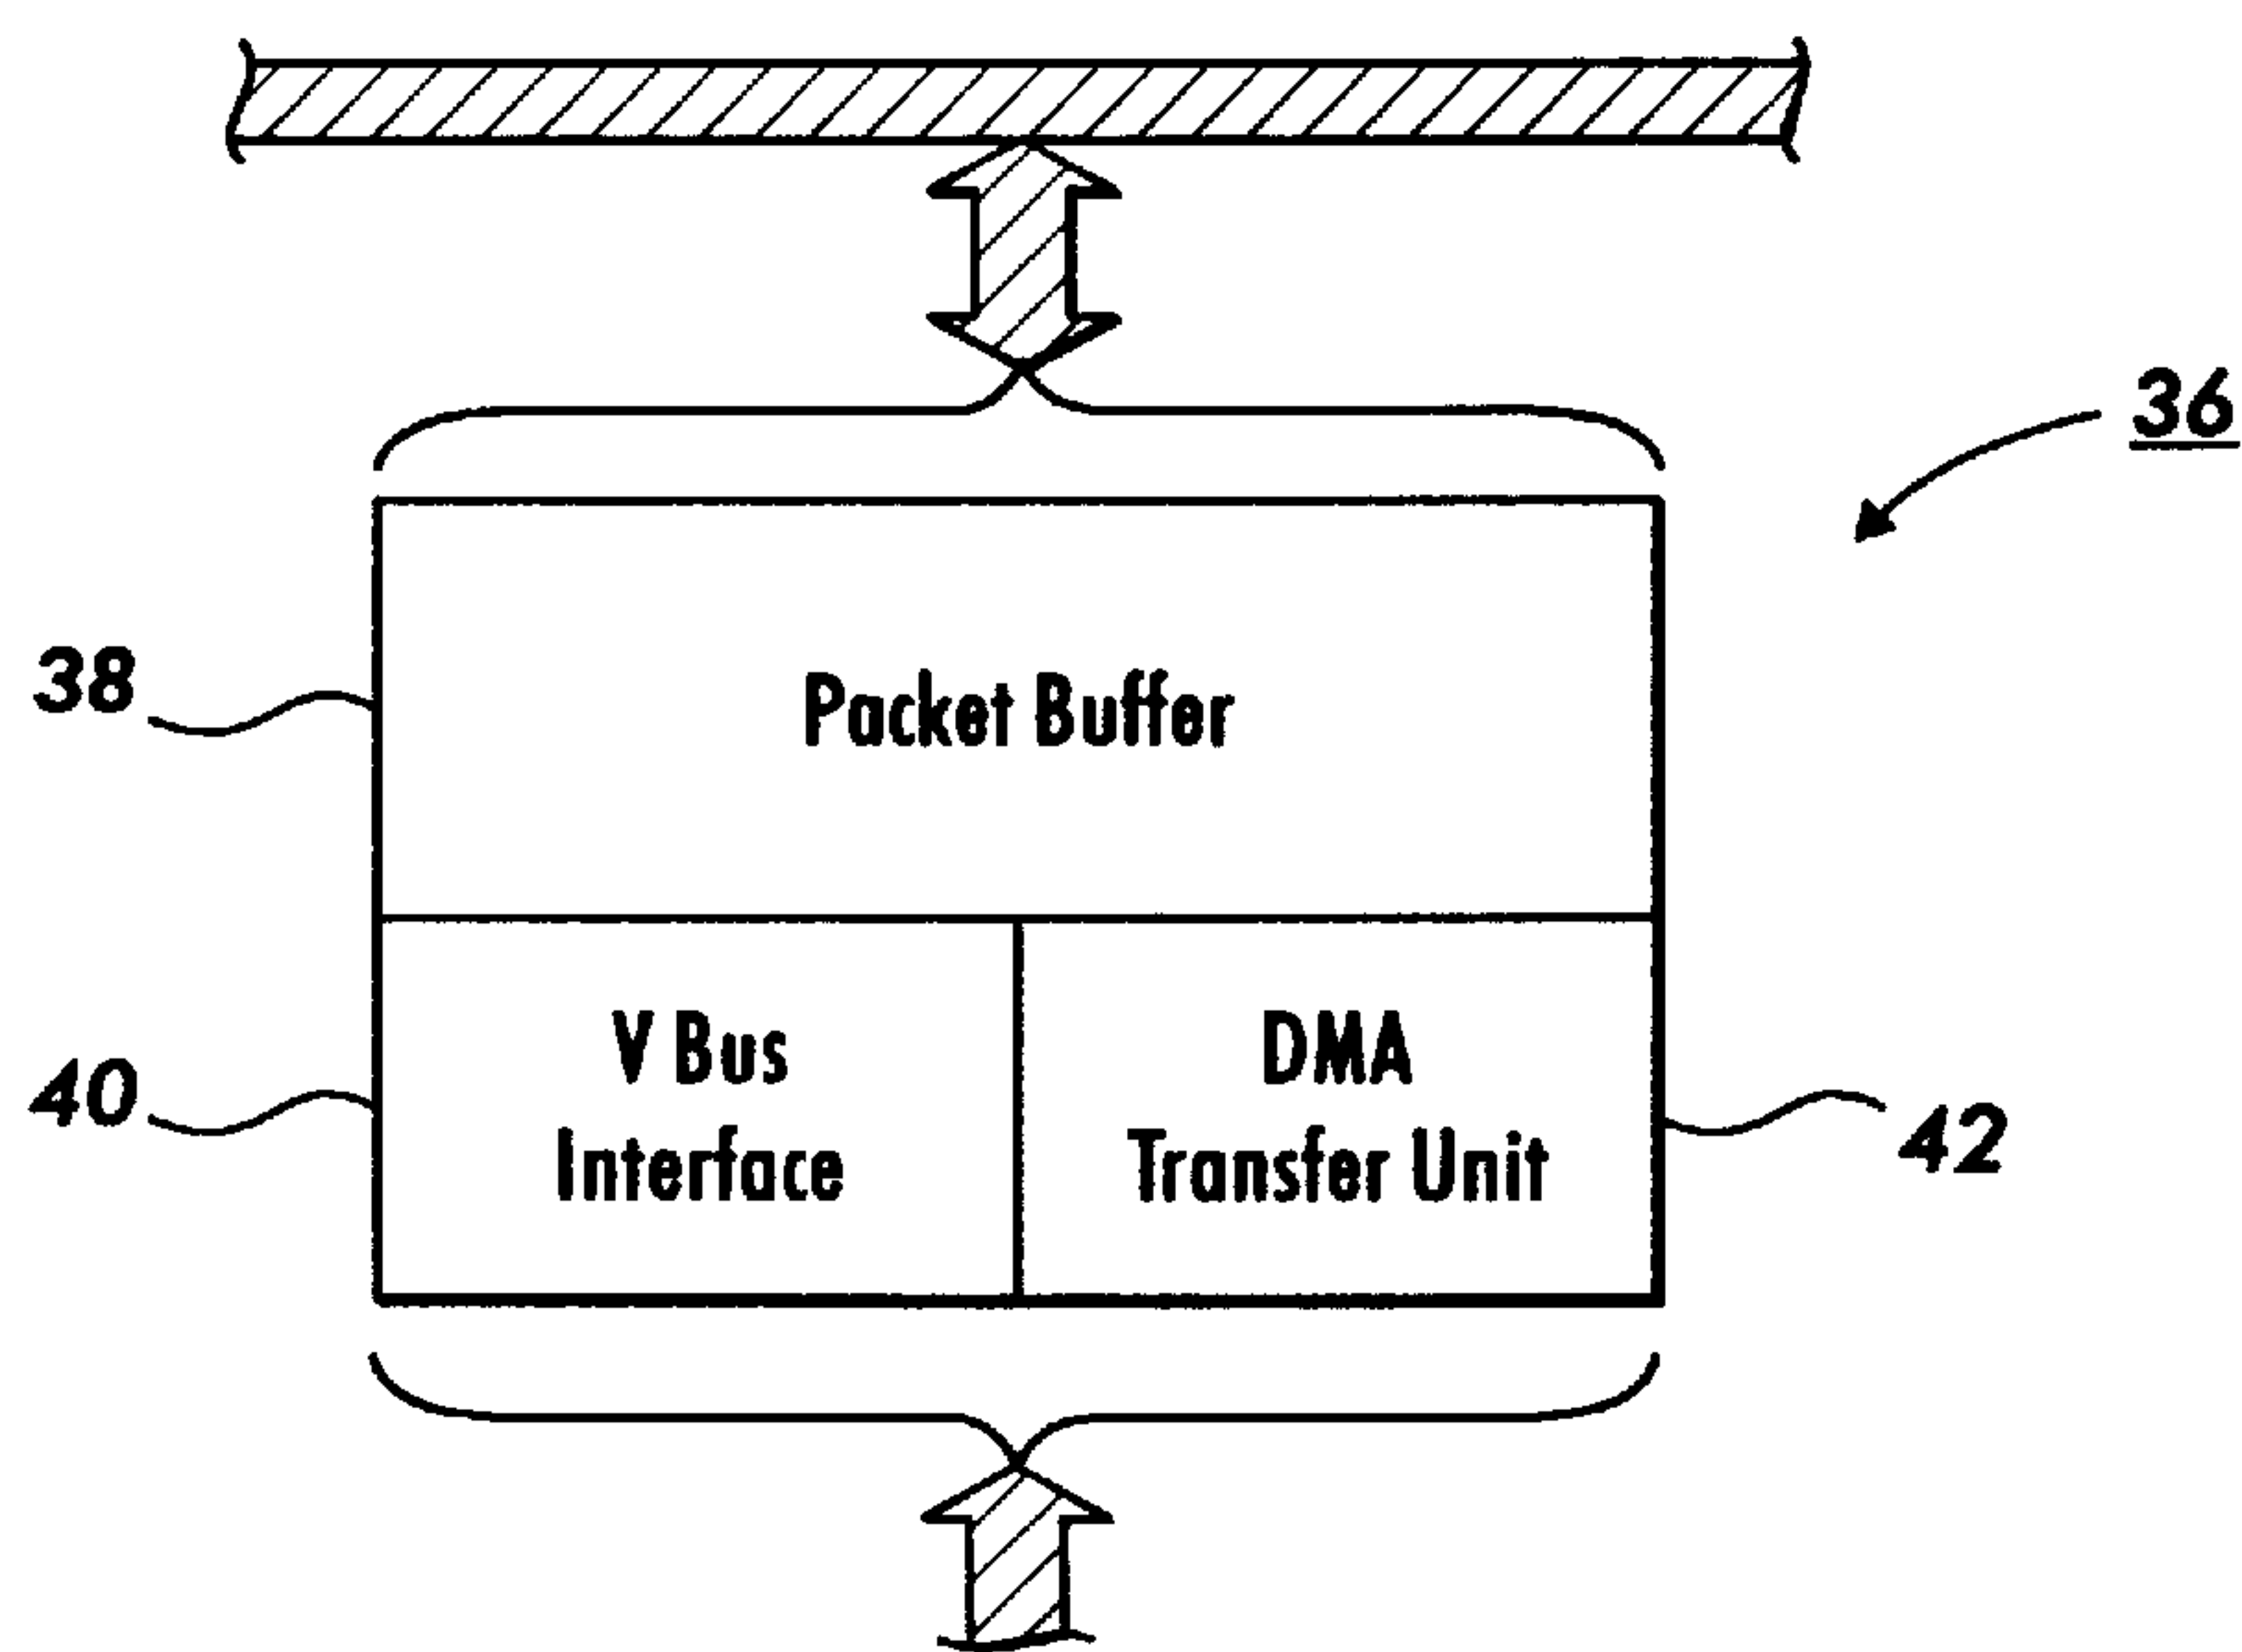 36
38
Packet Buffer
V Bus
Interface
DMA
Transfer Unit
40
42